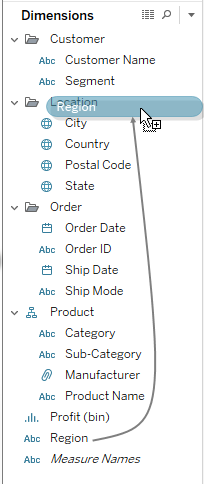 Dimensions
Customer
Abc Customer Name
Abc Segment
Location
Region
City
Country
Postal Code
State
Order
Order Date
Abc Order ID
Ship Date
Abc Ship Mode
Product
Abc Category
Abc Sub-Category
Manufacturer
Abc Product Name
Profit (bin)
Abc Region
Abc Measure Names